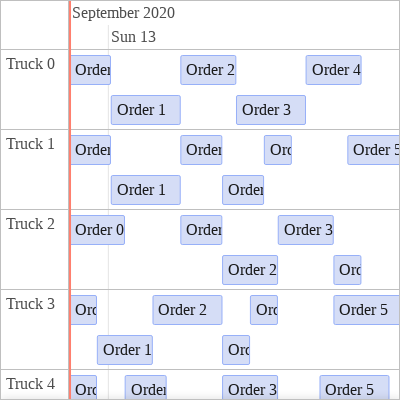 September 2020
Sun 13
Truck 0
Order
Order 2
Order 4
Order 1
Order 3
Truck 1
Order
Order
Orc
Order 5
Order 1
Order
Truck 2
Order 0
Order
Order 3
Order 2
Orc
Truck 3
Orc
Order 2
Orc
Order 5
Order 1
Orc
Truck 4
Orc
Order
Order 3
Order 5